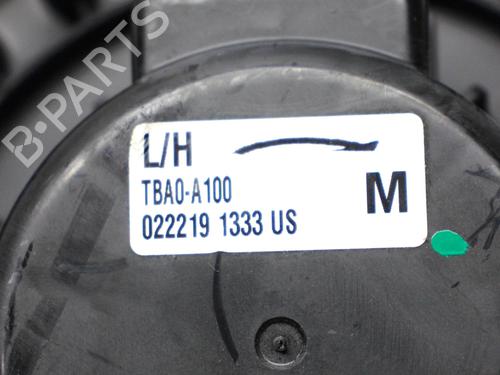 B-PARTS
L/H
TBA0-A100
M
022219 1333 US